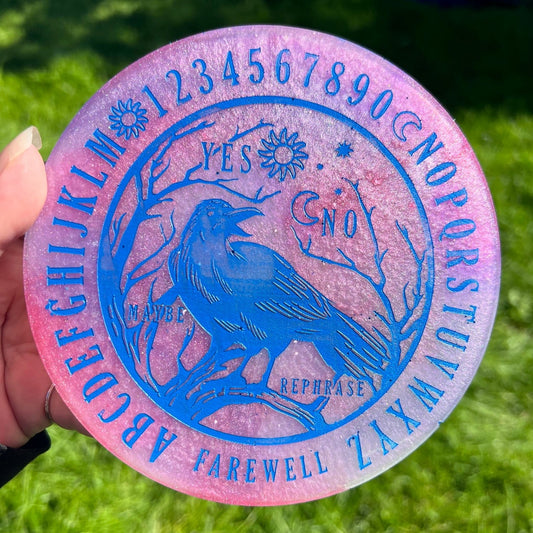 1234567890
ABCDEFGHIJKLM
NOPQRSTUVWXYZ
YES
NO
MAYBE
REPHRASE
FAREWELL